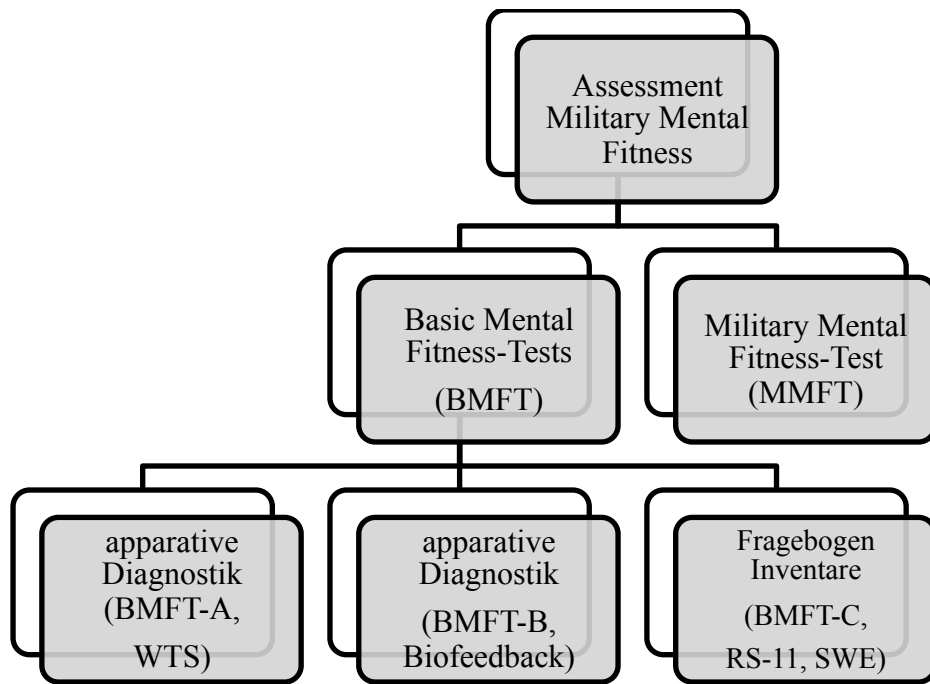 Assessment
Military Mental
Fitness
Basic Mental
Fitness-Tests
(BMFT)
Military Mental
Fitness-Test
(MMFT)
apparative
Diagnostik
(BMFT-A,
WTS)
apparative
Diagnostik
(BMFT-B,
Biofeedback)
Fragebogen
Inventare
(BMFT-C,
RS-11, SWE)